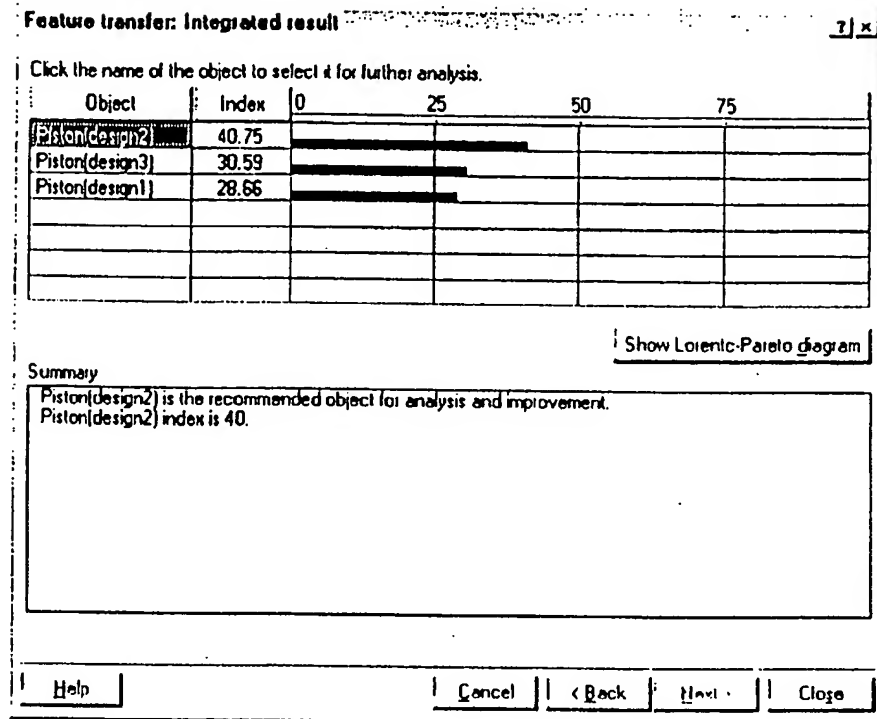 Feature transfer: Integrated result
? ×
Click the name of the object to select it for further analysis.
Object Index 0 25 50 75
Piston(design2) 40.75
Piston(design3) 30.59
Piston(design1) 28.66
Show Lorentc-Pareto diagram
Summary
Piston(design2) is the recommended object for analysis and improvement.
Piston(design2) index is 40.
Help Cancel < Back Next > Close